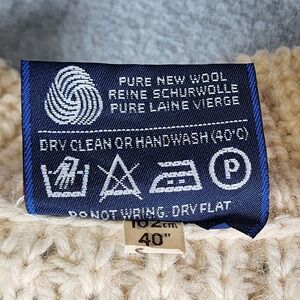 PURE NEW WOOL
REINE SCHURWOLLE
PURE LAINE VIERGE
DRY CLEAN OR HANDWASH (40°C)
P
DO NOT WRING. DRY FLAT
102cm
40"